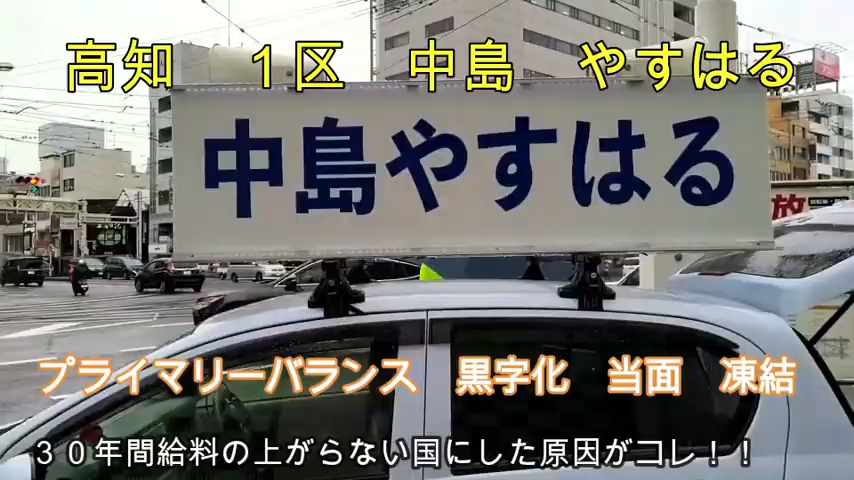 高知　１区　中島　やすはる
中島やすはる
放
プライマリーバランス　黒字化　当面　凍結
３０年間給料の上がらない国にした原因がコレ！！